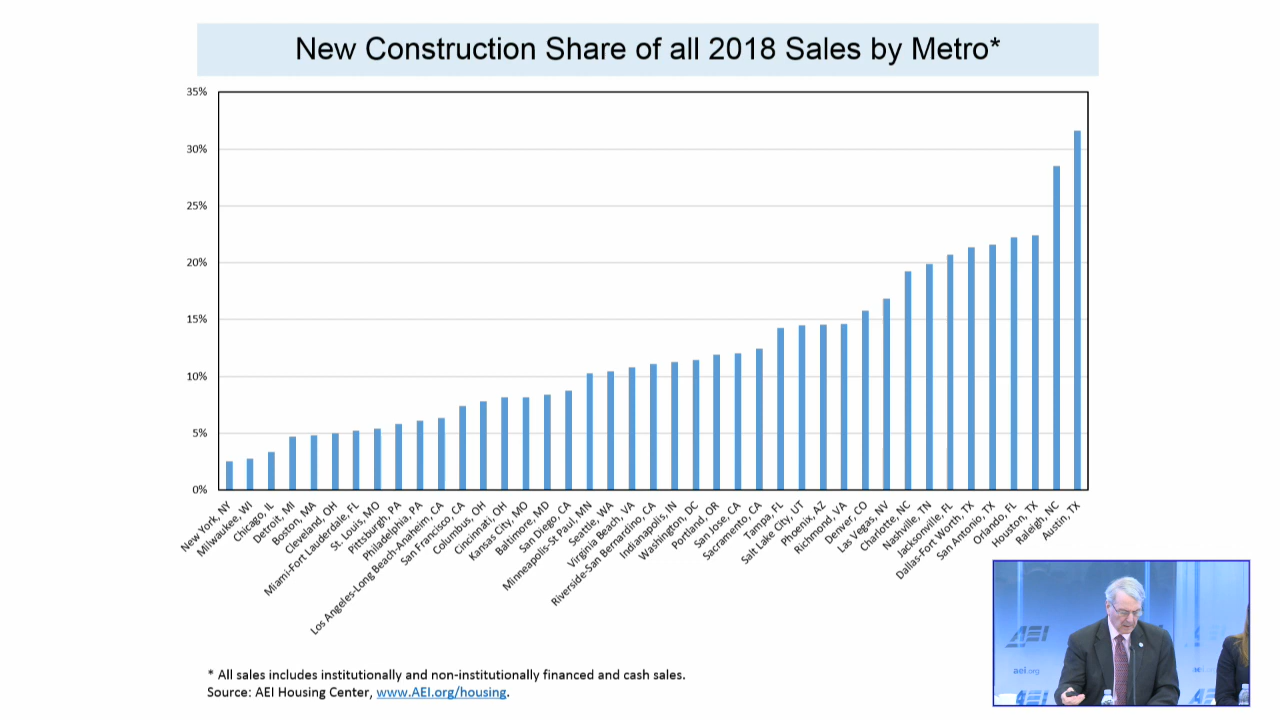 New Construction Share of all 2018 Sales by Metro*
35%
30%
25%
20%
15%
10%
5%
0%
New York, NY
Milwaukee, WI
Chicago, IL
Detroit, MI
Boston, MA
Cleveland, OH
Miami-Fort Lauderdale, FL
St. Louis, MO
Pittsburgh, PA
Philadelphia, PA
Los Angeles-Long Beach-Anaheim, CA
San Francisco, CA
Columbus, OH
Cincinnati, OH
Kansas City, MO
Baltimore, MD
San Diego, CA
Minneapolis-St Paul, MN
Seattle, WA
Virginia Beach, VA
Riverside-San Bernardino, CA
Indianapolis, IN
Washington, DC
Portland, OR
San Jose, CA
Sacramento, CA
Tampa, FL
Salt Lake City, UT
Phoenix, AZ
Richmond, VA
Denver, CO
Las Vegas, NV
Charlotte, NC
Nashville, TN
Jacksonville, FL
Dallas-Fort Worth, TX
San Antonio, TX
Orlando, FL
Houston, TX
Raleigh, NC
Austin, TX
* All sales includes institutionally and non-institutionally financed and cash sales.
Source: AEI Housing Center, www.AEI.org/housing.
AEI
aei.org
AEI